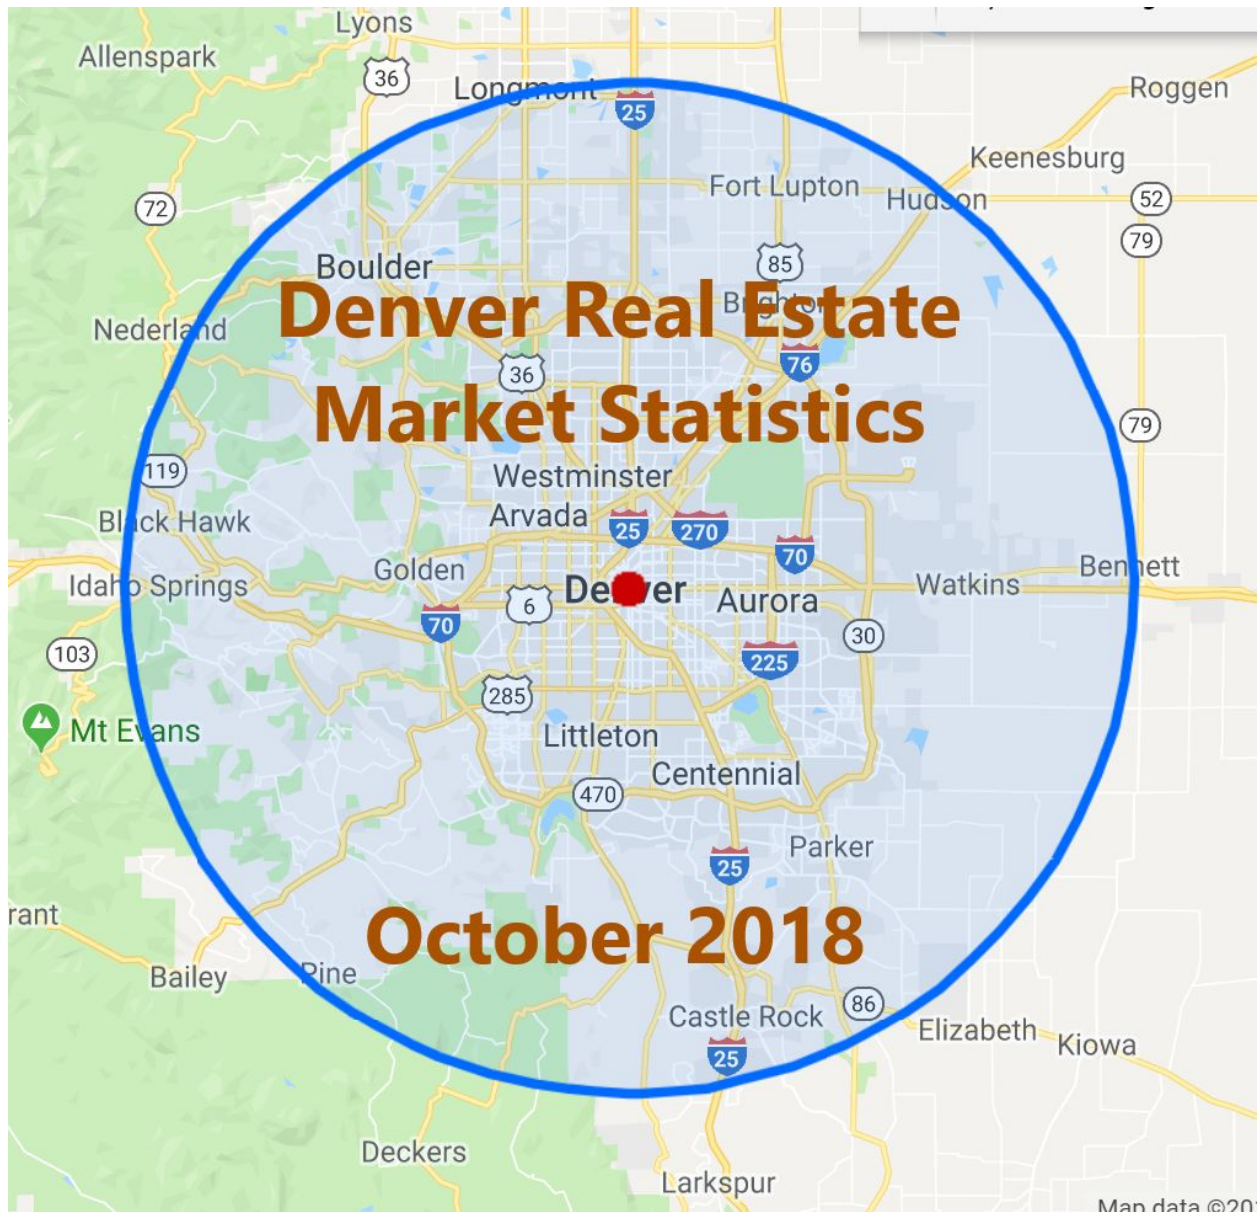 Lyons
Allenspark
36
Longmont
25
Roggen
Keenesburg
Fort Lupton
Hudson
52
72
79
Boulder
85
Denver Real Estate
Brighton
Nederland
76
36
Market Statistics
79
Westminster
119
Arvada
25
270
Black Hawk
70
Golden
Bennett
Idaho Springs
Denver
Watkins
6
Aurora
70
30
103
225
285
Mt Evans
Littleton
Centennial
470
Parker
25
rant
October 2018
Bailey
Pine
86
Castle Rock
Elizabeth
Kiowa
25
Deckers
Larkspur
Map data ©201